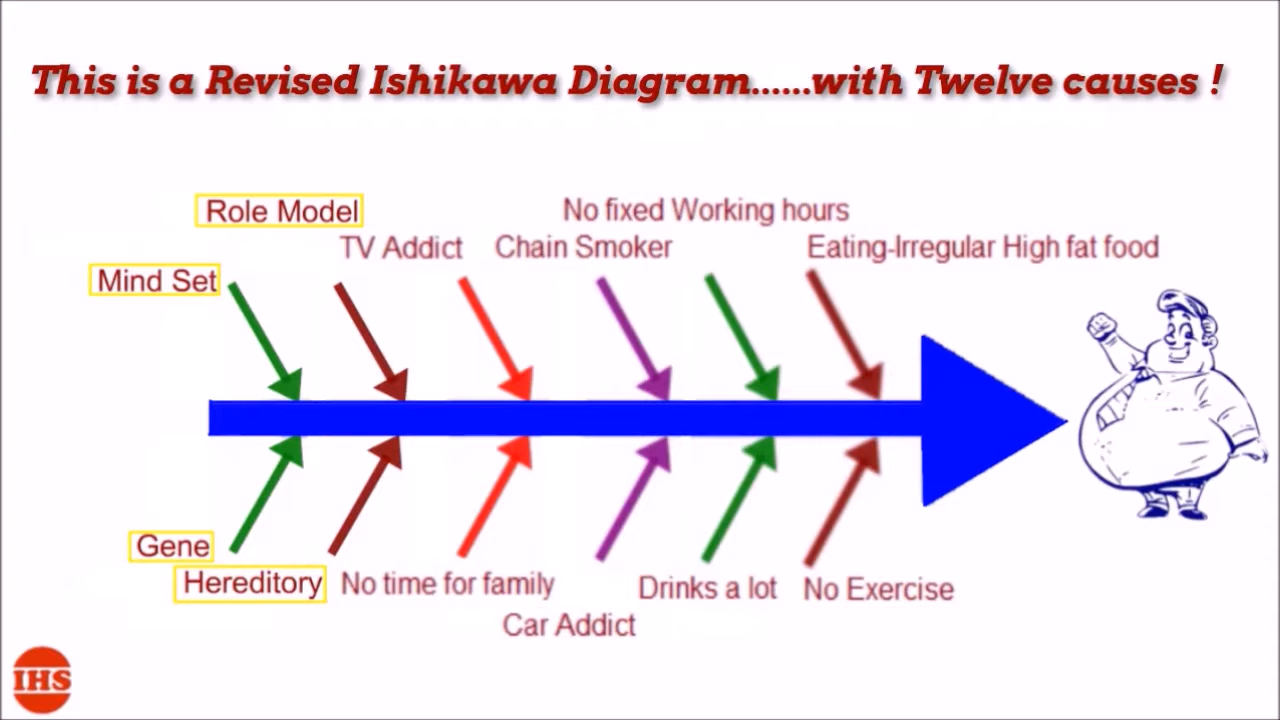 This is a Revised Ishikawa Diagram......with Twelve causes !
Role Model
No fixed Working hours
TV Addict
Chain Smoker
Eating-Irregular High fat food
Mind Set
Gene
Hereditory
No time for family
Drinks a lot
No Exercise
Car Addict
IHS